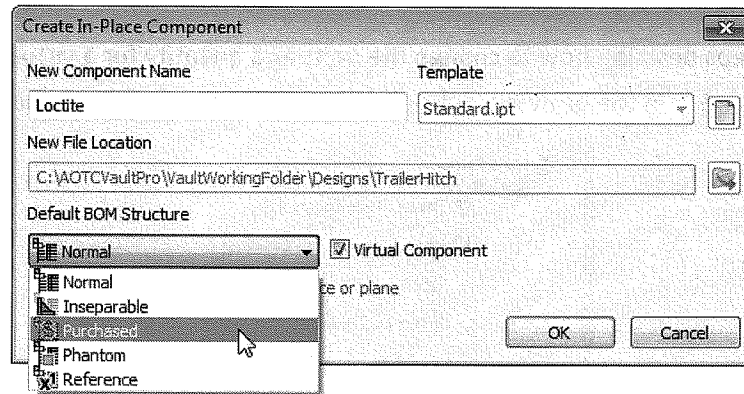 Create In-Place Component
New Component Name
Template
Loctite
Standard.ipt
New File Location
C:\AOTCVaultPro\VaultWorkingFolder\Designs\TrailerHitch
Default BOM Structure
Normal
Virtual Component
Normal
ce or plane
Inseparable
Purchased
OK
Cancel
Phantom
Reference